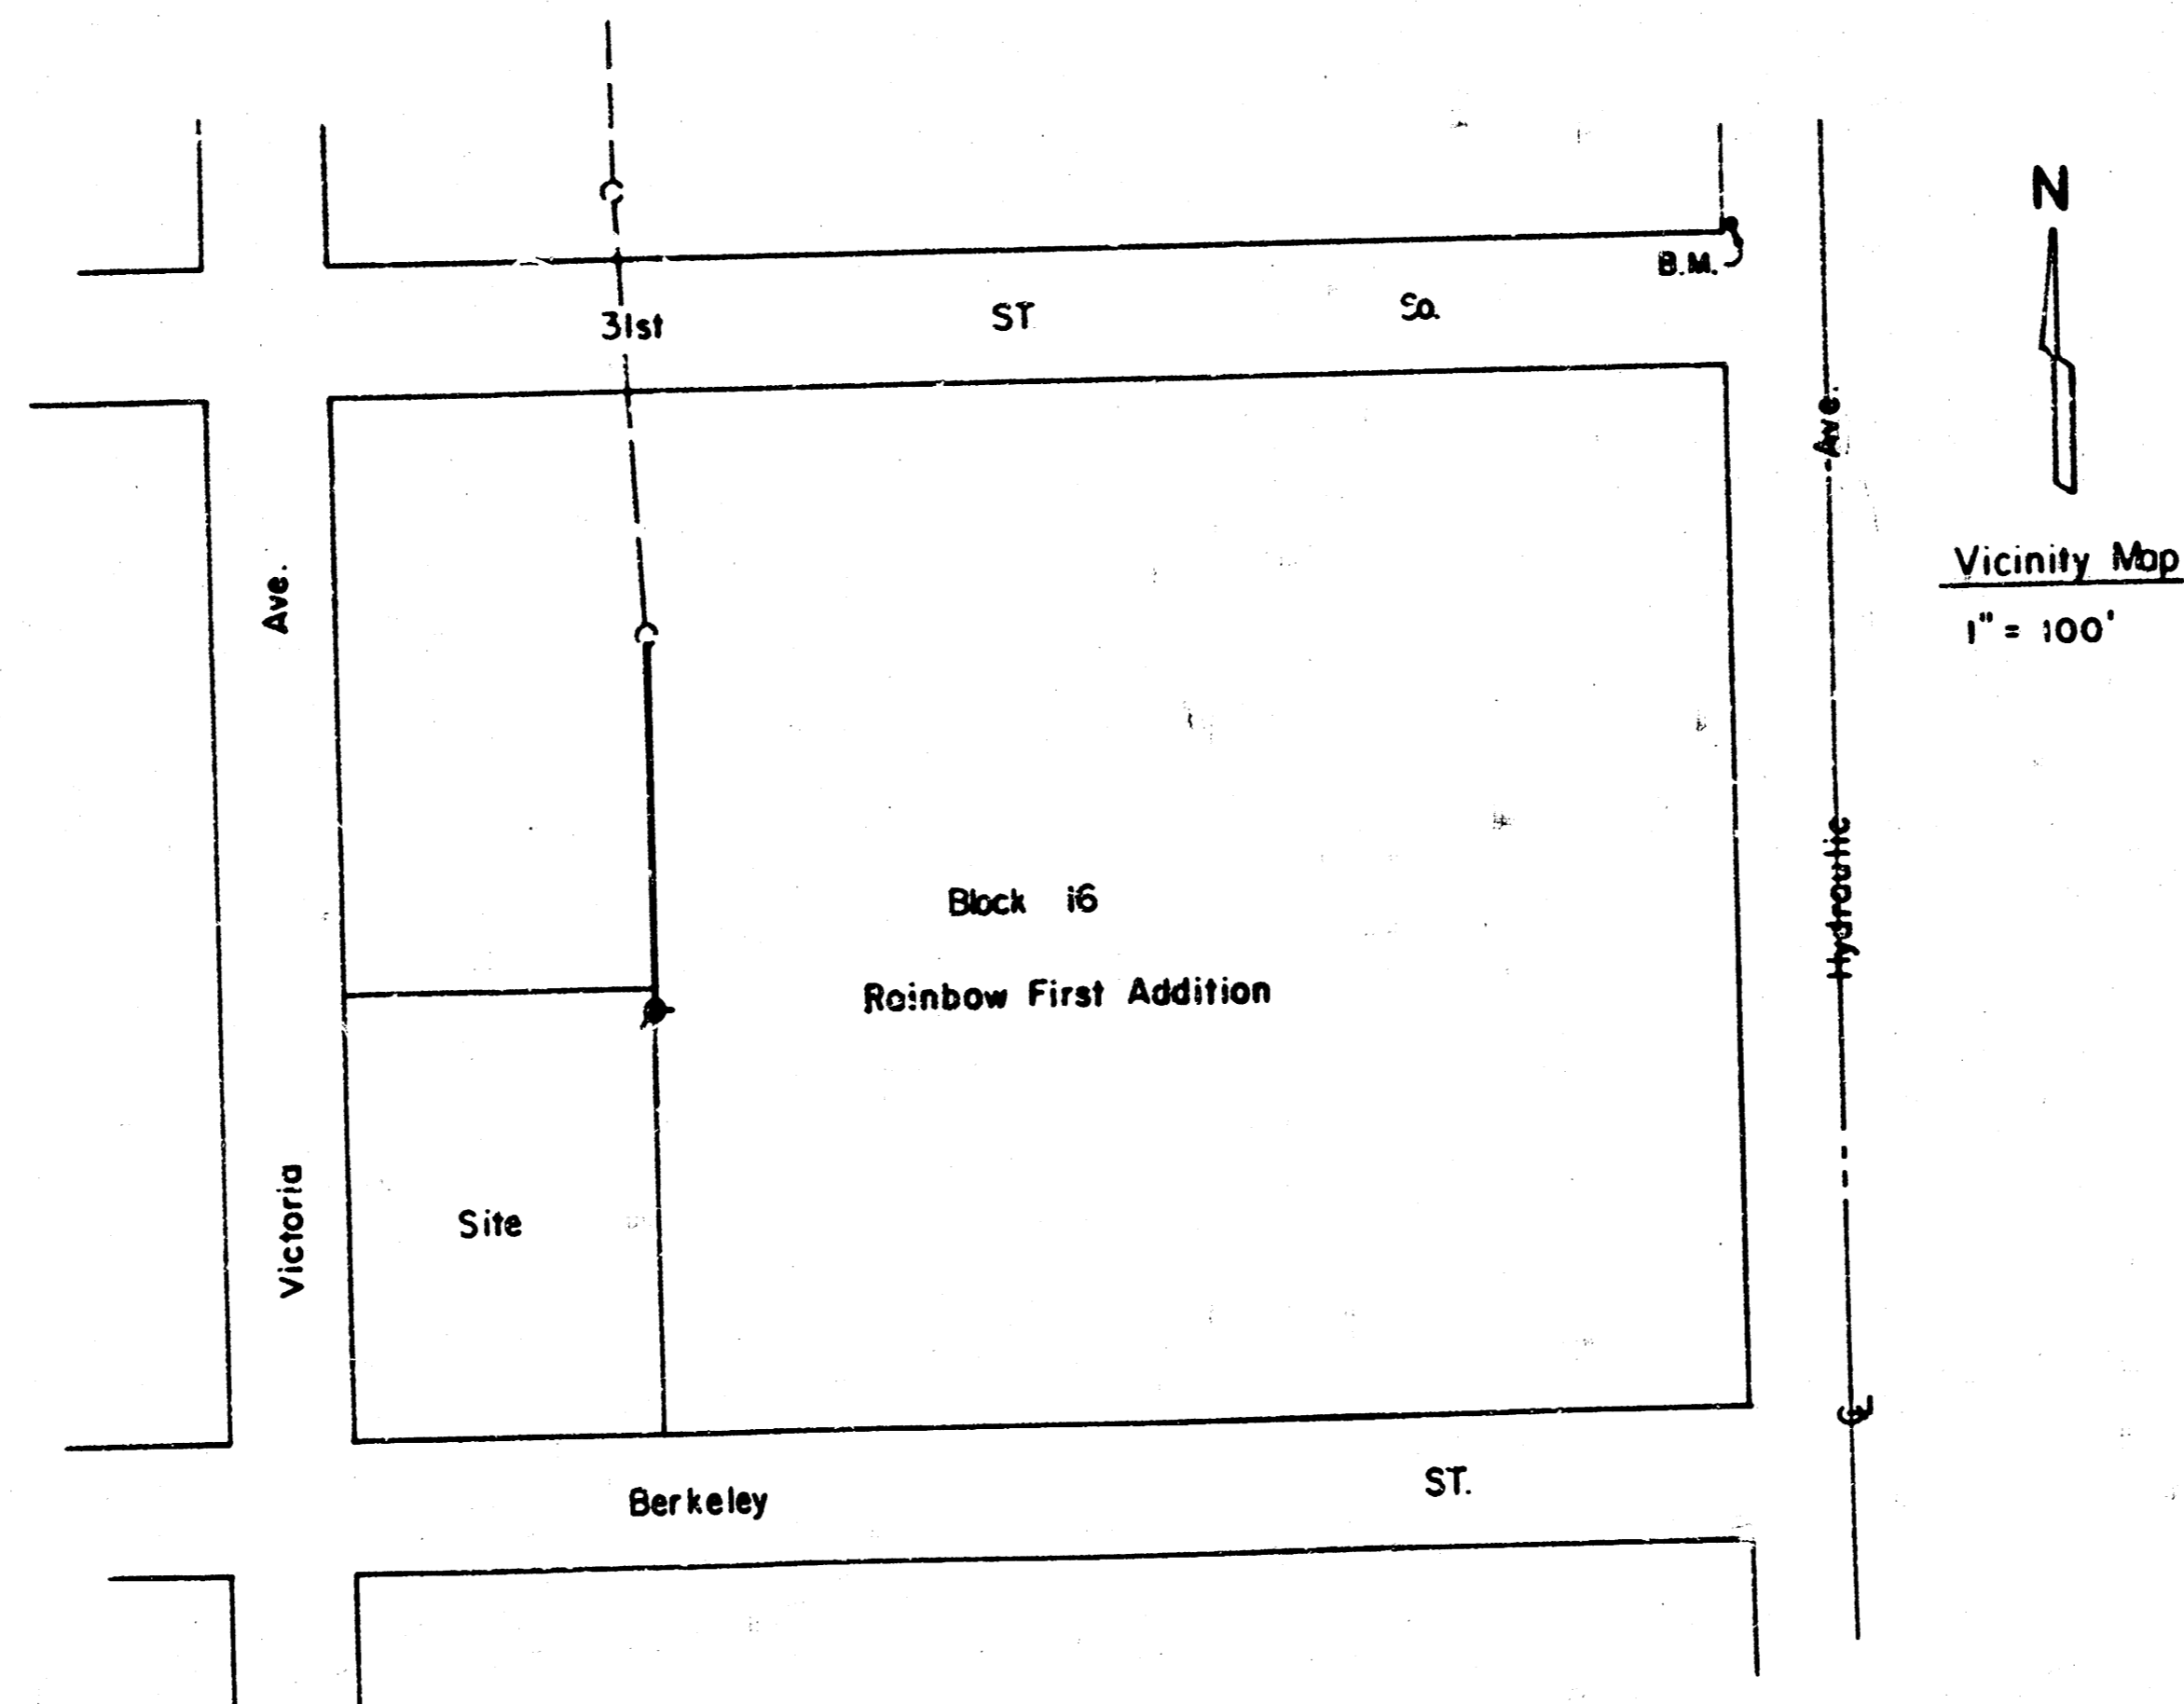 N
B.M.
31st ST So.
Ave.
Ave.
Vicinity Map
1" = 100'
Hydraulic
Block 16
Rainbow First Addition
Victoria
Site
℄
Berkeley ST.